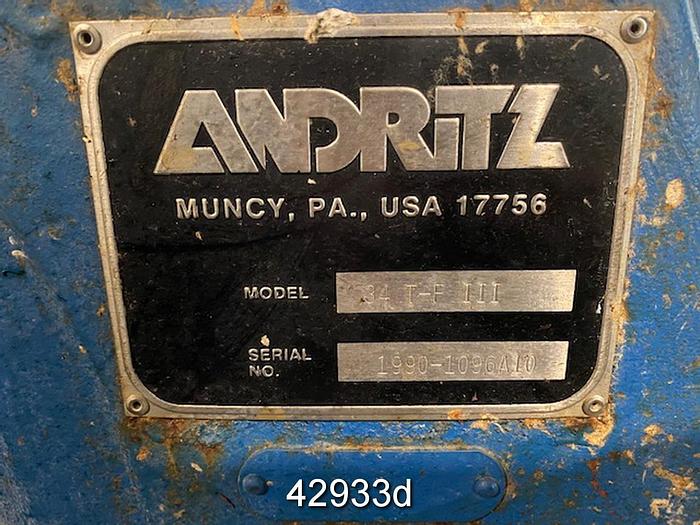 ANDRITZ
MUNCY, PA., USA 17756
MODEL 34 T-F III
SERIAL NO. 1990-1096A10
42933d